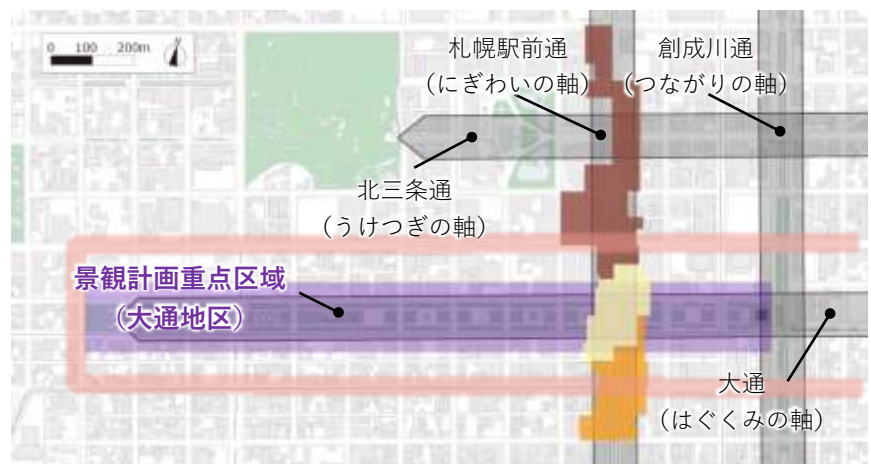 0 100 200m
札幌駅前通
（にぎわいの軸）
創成川通
（つながりの軸）
北三条通
（うけつぎの軸）
景観計画重点区域
（大通地区）
大通
（はぐくみの軸）